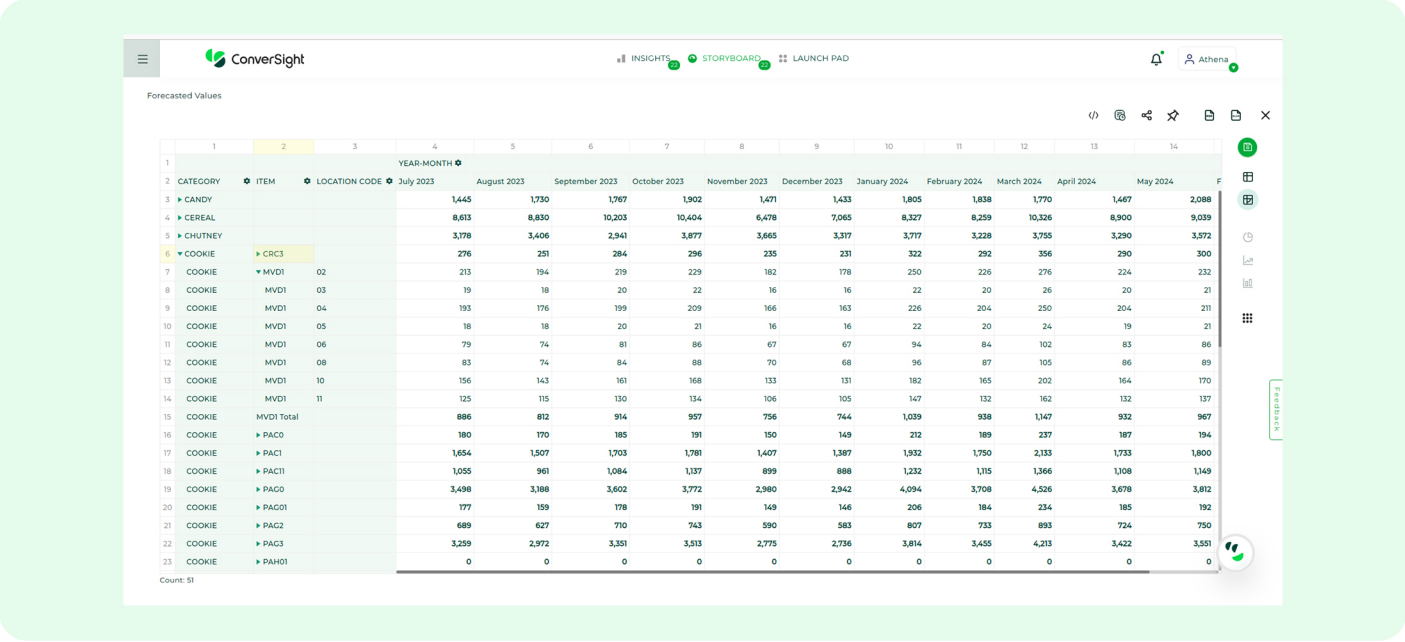 ConverSight
INSIGHTS 22 STORYBOARD 22 LAUNCH PAD
Athena
Forecasted Values
1 2 3 4 5 6 7 8 9 10 11 12 13 14
1 YEAR-MONTH
2 CATEGORY ITEM LOCATION CODE July 2023 August 2023 September 2023 October 2023 November 2023 December 2023 January 2024 February 2024 March 2024 April 2024 May 2024 F
3 CANDY 1,445 1,730 1,767 1,902 1,471 1,433 1,805 1,838 1,770 1,467 2,088
4 CEREAL 8,613 8,830 10,203 10,404 6,478 7,065 8,327 8,259 10,326 8,900 9,039
5 CHUTNEY 3,178 3,406 2,941 3,877 3,665 3,317 3,717 3,228 3,755 3,290 3,572
6 COOKIE CRC3 276 251 284 296 235 231 322 292 356 290 300
7 COOKIE MVD1 02 213 194 219 229 182 178 250 226 276 224 232
8 COOKIE MVD1 03 19 18 20 22 16 16 22 20 26 20 21
9 COOKIE MVD1 04 193 176 199 209 166 163 226 204 250 204 211
10 COOKIE MVD1 05 18 18 20 21 16 16 22 20 24 19 21
11 COOKIE MVD1 06 79 74 81 86 67 67 94 84 102 83 86
12 COOKIE MVD1 08 83 74 84 88 70 68 96 87 105 86 89
13 COOKIE MVD1 10 156 143 161 168 133 131 182 165 202 164 170
14 COOKIE MVD1 11 125 115 130 134 106 105 147 132 162 132 137
15 COOKIE MVD1 Total 886 812 914 957 756 744 1,039 938 1,147 932 967
16 COOKIE PAC0 180 170 185 191 150 149 212 189 237 187 194
17 COOKIE PAC1 1,654 1,507 1,703 1,781 1,407 1,387 1,932 1,750 2,133 1,733 1,800
18 COOKIE PAC11 1,055 961 1,084 1,137 899 888 1,232 1,115 1,366 1,108 1,149
19 COOKIE PAG0 3,498 3,188 3,602 3,772 2,980 2,942 4,094 3,708 4,526 3,678 3,812
20 COOKIE PAG01 177 159 178 191 149 146 206 184 234 185 192
21 COOKIE PAG2 689 627 710 743 590 583 807 733 893 724 750
22 COOKIE PAG3 3,259 2,972 3,351 3,513 2,775 2,736 3,814 3,455 4,213 3,422 3,551
23 COOKIE PAH01 0 0 0 0 0 0 0 0 0 0 0
Count: 51
Feedback